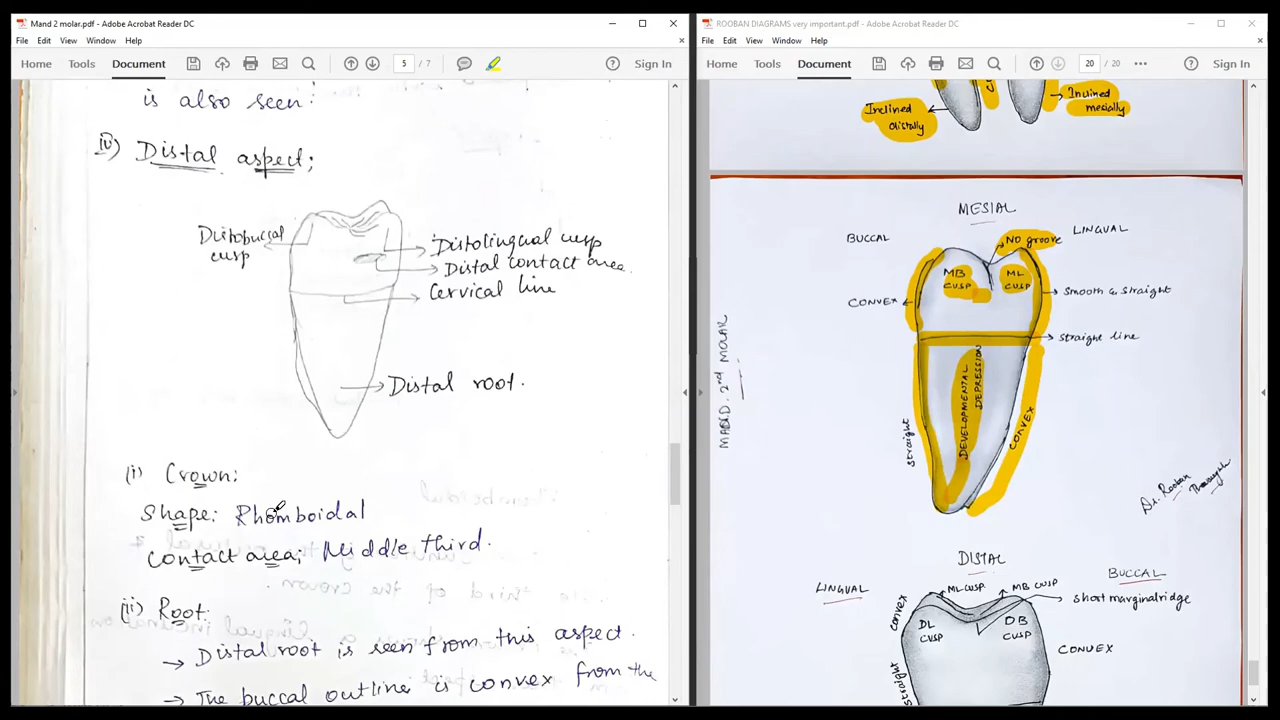 Mand 2 molar.pdf - Adobe Acrobat Reader DC
File Edit View Window Help
Home Tools Document 5 / 7 Sign In
is also seen.
iv) Distal aspect;
Distobuccal cusp
Distolingual cusp
Distal contact area.
Cervical line
Distal root.
(i) Crown:
Shape: Rhomboidal
Contact area; Middle third.
(ii) Root:
→ Distal root is seen from this aspect.
→ The buccal outline is convex from the
ROOBAN DIAGRAMS very important.pdf - Adobe Acrobat Reader DC
File Edit View Window Help
Home Tools Document 20 / 20 Sign In
Inclined distally
Inclined mesially
MESIAL
BUCCAL
LINGUAL
NO groove
MB CUSP
ML CUSP
CONVEX
Smooth & straight
straight line
MAND. 2nd MOLAR
DEVELOPMENTAL DEPRESSION
straight
CONVEX
Dr. Rooban
DISTAL
LINGUAL
BUCCAL
ML CUSP
MB CUSP
short marginal ridge
convex
DL CUSP
DB CUSP
CONVEX
straight